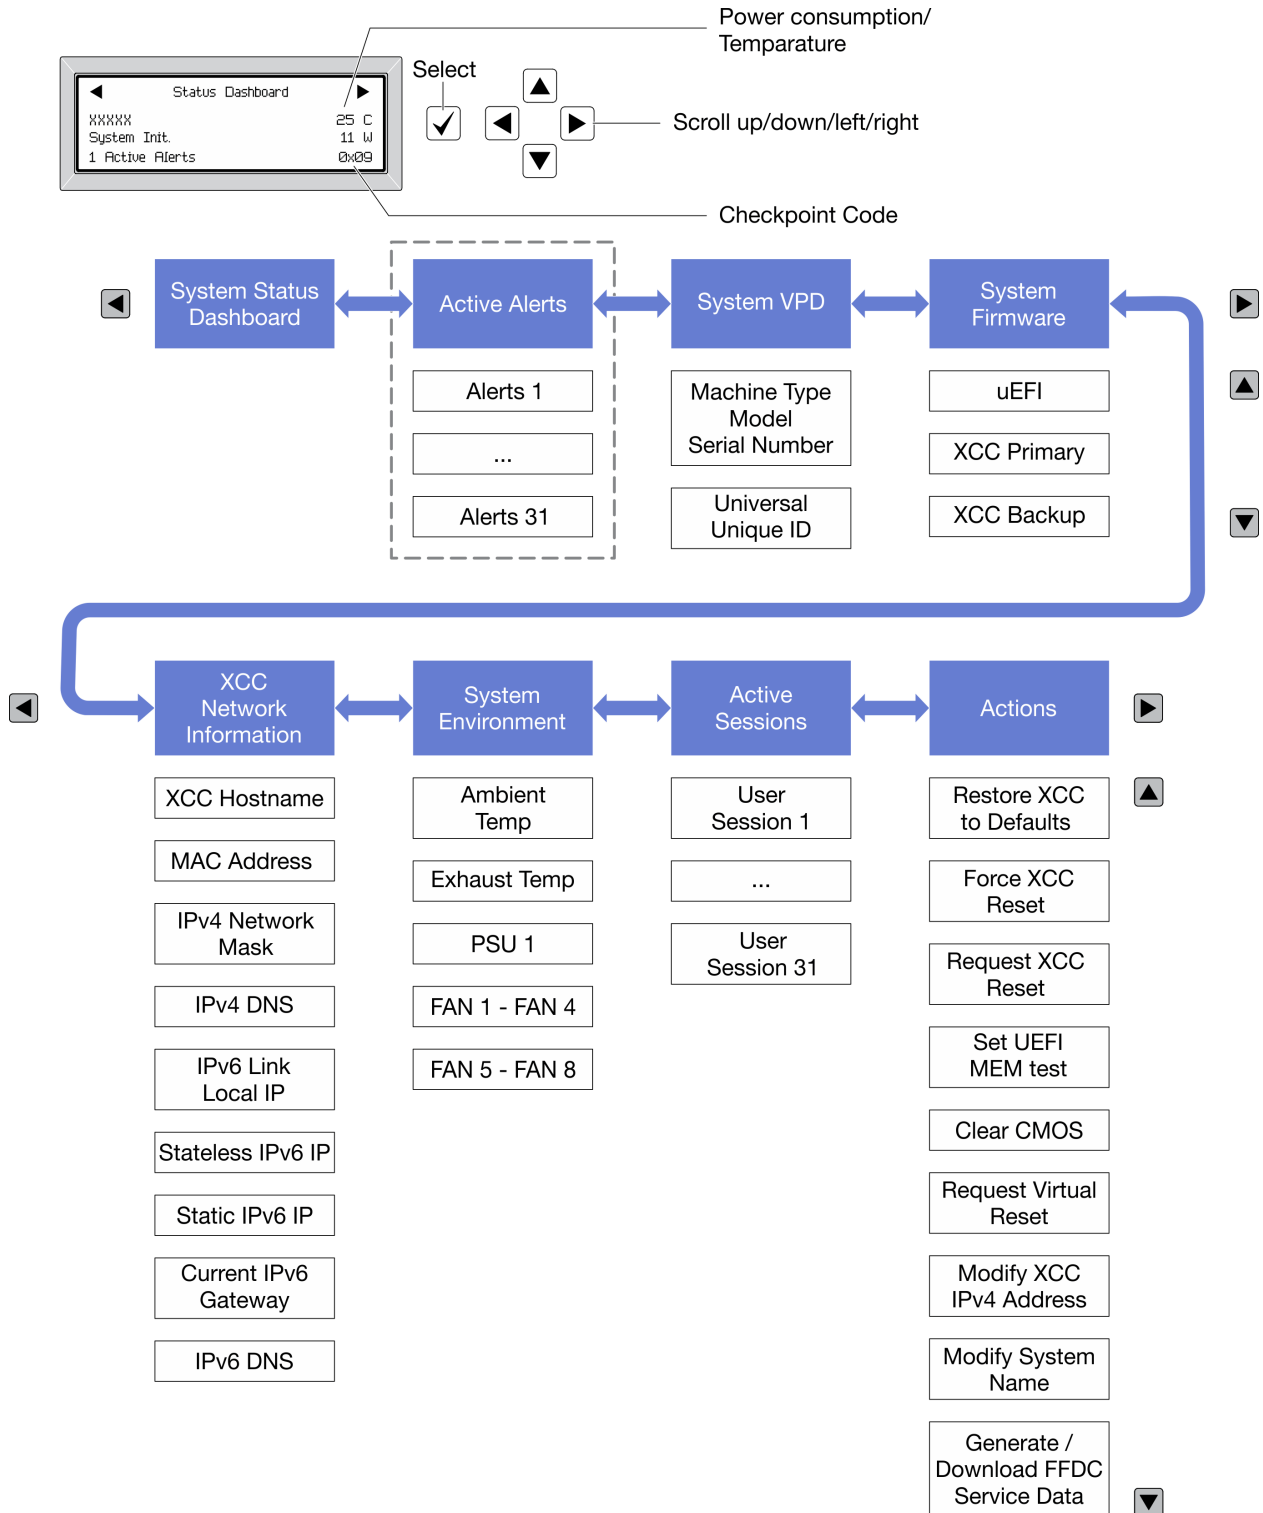 Power consumption/
Temparature
Select
Status Dashboard
XXXXX 25 C
System Init. 11 W
1 Active Alerts 0x09
Scroll up/down/left/right
Checkpoint Code
System Status
Dashboard
Active Alerts
System VPD
System
Firmware
Alerts 1
...
Alerts 31
Machine Type
Model
Serial Number
Universal
Unique ID
uEFI
XCC Primary
XCC Backup
XCC
Network
Information
System
Environment
Active
Sessions
Actions
XCC Hostname
MAC Address
IPv4 Network
Mask
IPv4 DNS
IPv6 Link
Local IP
Stateless IPv6 IP
Static IPv6 IP
Current IPv6
Gateway
IPv6 DNS
Ambient
Temp
Exhaust Temp
PSU 1
FAN 1 - FAN 4
FAN 5 - FAN 8
User
Session 1
...
User
Session 31
Restore XCC
to Defaults
Force XCC
Reset
Request XCC
Reset
Set UEFI
MEM test
Clear CMOS
Request Virtual
Reset
Modify XCC
IPv4 Address
Modify System
Name
Generate /
Download FFDC
Service Data